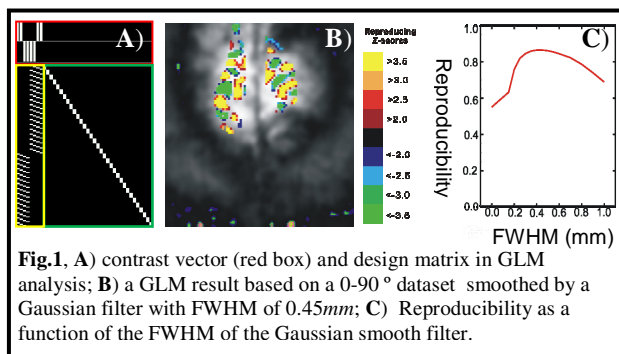 A)
B)
Reproducing
Z-scores
>3.5
>3.0
>2.5
>2.0
<-2.0
<-2.5
<-3.0
<-3.5
C)
Reproducibility
1.0
0.8
0.6
0.4
0.2
0.0
0.0 0.2 0.4 0.6 0.8 1.0
FWHM (mm)
Fig.1, A) contrast vector (red box) and design matrix in GLM
analysis; B) a GLM result based on a 0-90 º dataset smoothed by a
Gaussian filter with FWHM of 0.45mm; C) Reproducibility as a
function of the FWHM of the Gaussian smooth filter.